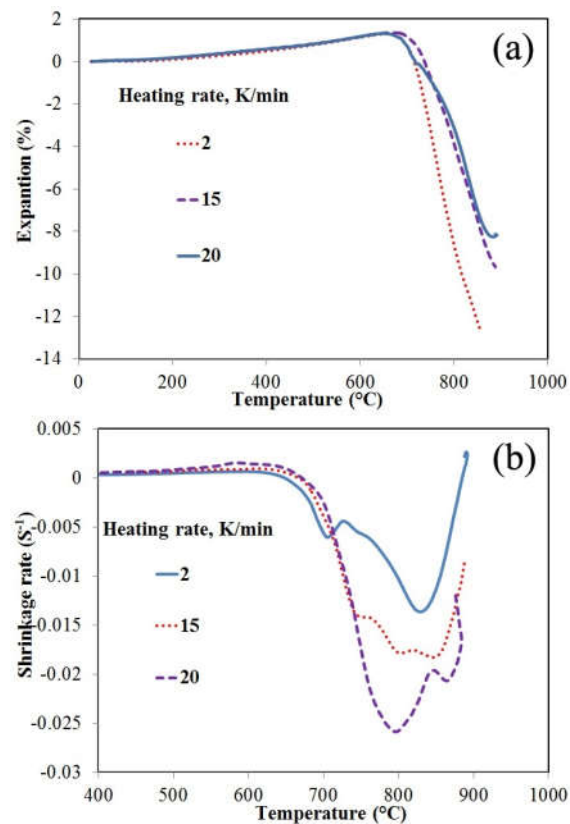 (a)
2
0
-2
-4
-6
-8
-10
-12
-14
Expantion (%)
Heating rate, K/min
2
15
20
0 200 400 600 800 1000
Temperature (°C)
(b)
0.005
0
-0.005
-0.01
-0.015
-0.02
-0.025
-0.03
Shrinkage rate (S⁻¹)
Heating rate, K/min
2
15
20
400 500 600 700 800 900 1000
Temperature (°C)